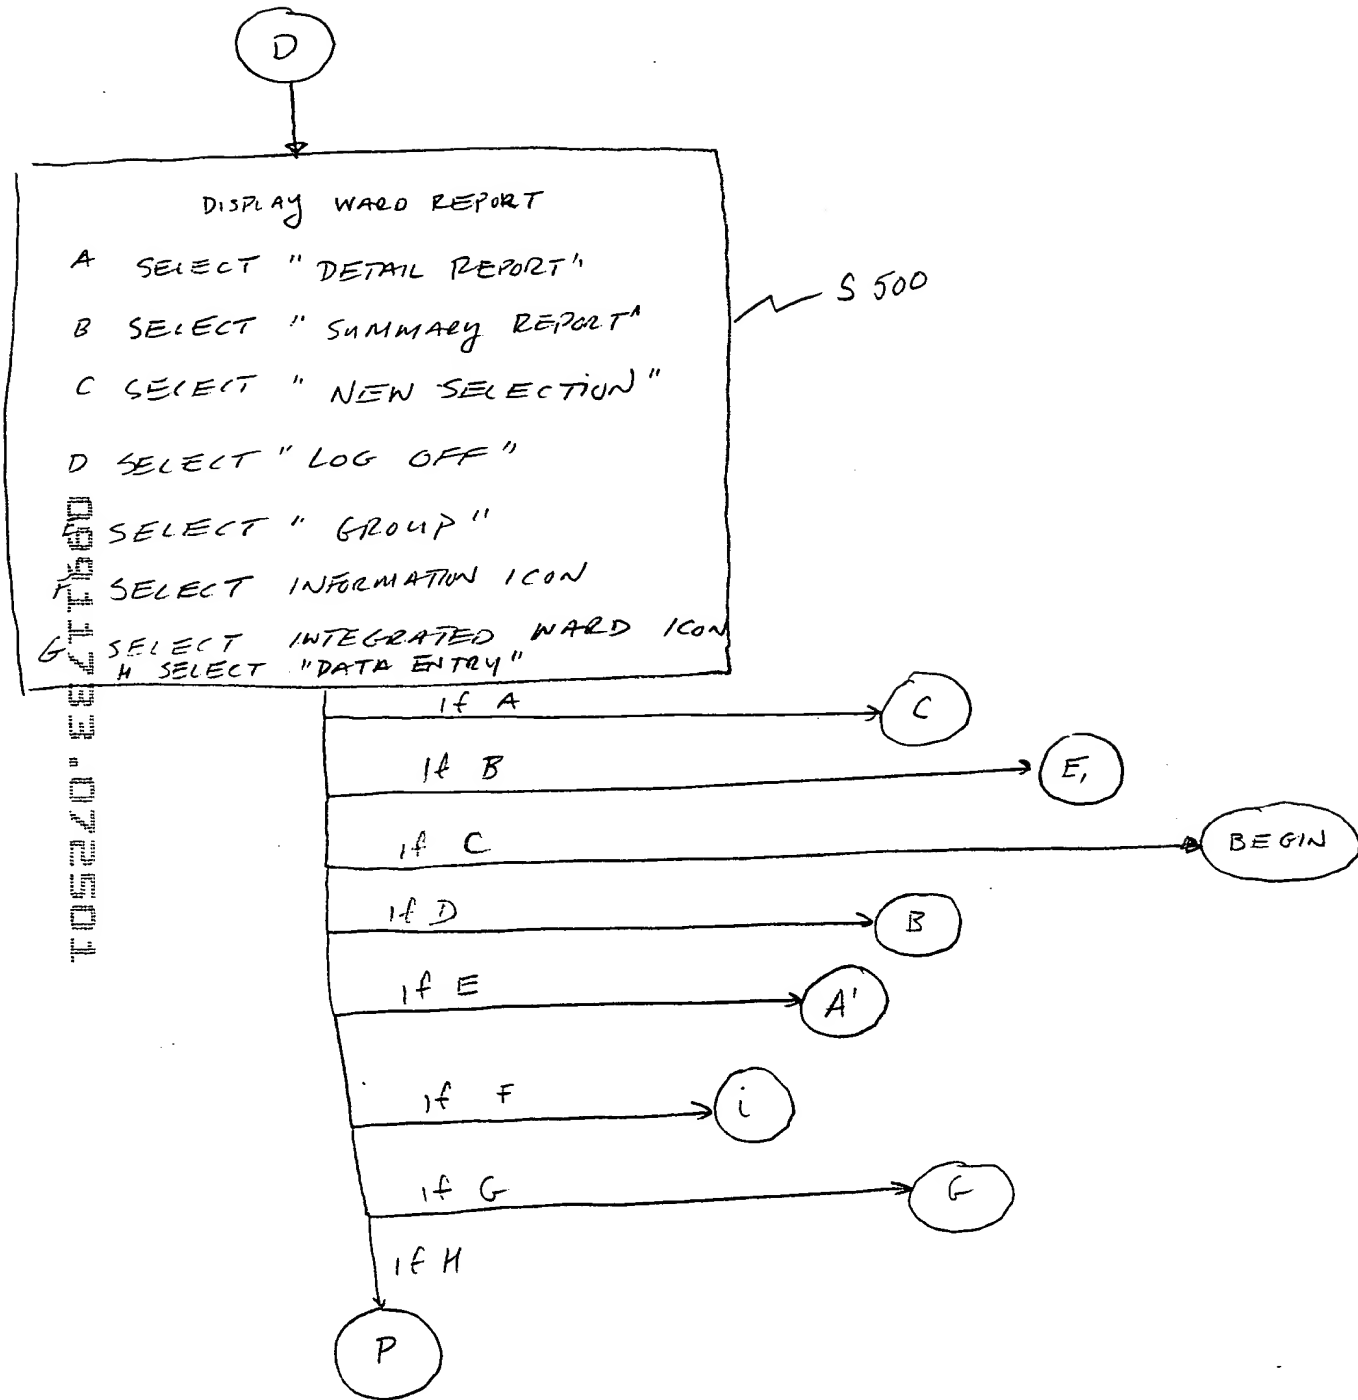 D
DISPLAY WARD REPORT
A SELECT "DETAIL REPORT"
B SELECT "SUMMARY REPORT"
S 500
C SELECT "NEW SELECTION"
D SELECT "LOG OFF"
E SELECT "GROUP"
F SELECT INFORMATION ICON
G SELECT INTEGRATED WARD ICON
H SELECT "DATA ENTRY"
09911733.072501
if A
C
if B
E,
if C
BEGIN
if D
B
if E
A'
if F
i
if G
G
if H
P